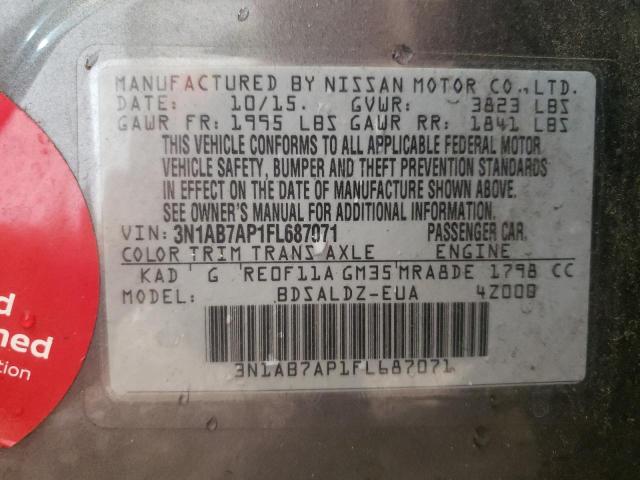 MANUFACTURED BY NISSAN MOTOR CO.,LTD.
DATE: 10/15. GVWR: 3823 LBS
GAWR FR: 1995 LBS GAWR RR: 1841 LBS
THIS VEHICLE CONFORMS TO ALL APPLICABLE FEDERAL MOTOR
VEHICLE SAFETY, BUMPER AND THEFT PREVENTION STANDARDS
IN EFFECT ON THE DATE OF MANUFACTURE SHOWN ABOVE.
SEE OWNER'S MANUAL FOR ADDITIONAL INFORMATION.
VIN: 3N1AB7AP1FL687071 PASSENGER CAR.
COLOR TRIM TRANS AXLE ENGINE
KAD G RE0F11A GM35 MRA8DE 1798 CC
MODEL: BDSALDZ-EUA 4Z008
3N1AB7AP1FL687071
d
ned
ction